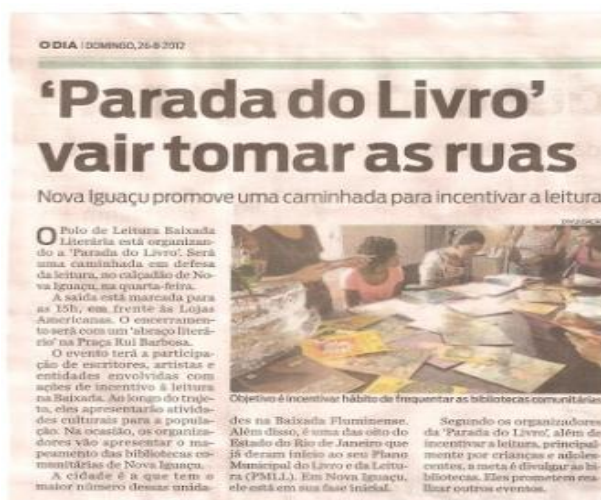 O DIA | DOMINGO, 26-8-2012
‘Parada do Livro’
vair tomar as ruas
Nova Iguaçu promove uma caminhada para incentivar a leitura
DIVULGAÇÃO
O Polo de Leitura Baixada
Literária está organizan-
do a ‘Parada do Livro’. Será
uma caminhada em defesa
da leitura, no calçadão de No-
va Iguaçu, na quarta-feira.
A saída está marcada para
as 15h, em frente às Lojas
Americanas. O encerramen-
to será com um ‘abraço literá-
rio’ na Praça Rui Barbosa.
O evento terá a participa-
ção de escritores, artistas e
entidades envolvidas com
ações de incentivo à leitura
na Baixada. Ao longo do traje-
to, eles apresentarão ativida-
des culturais para a popula-
ção. Na ocasião, os organiza-
dores vão apresentar o ma-
peamento das bibliotecas co-
munitárias de Nova Iguaçu.
A cidade é a que tem o
maior número dessas unida-
Objetivo é incentivar hábito de frequentar as bibliotecas comunitárias
des na Baixada Fluminense.
Além disso, é uma das oito do
Estado do Rio de Janeiro que
já deram início ao seu Plano
Municipal do Livro e da Leitu-
ra (PMLL). Em Nova Iguaçu,
ele está em sua fase inicial.
Segundo os organizadores
da ‘Parada do Livro’, além de
incentivar a leitura, principal-
mente por crianças e adoles-
centes, a meta é divulgar as bi-
bliotecas. Eles prometem rea-
lizar outros eventos.